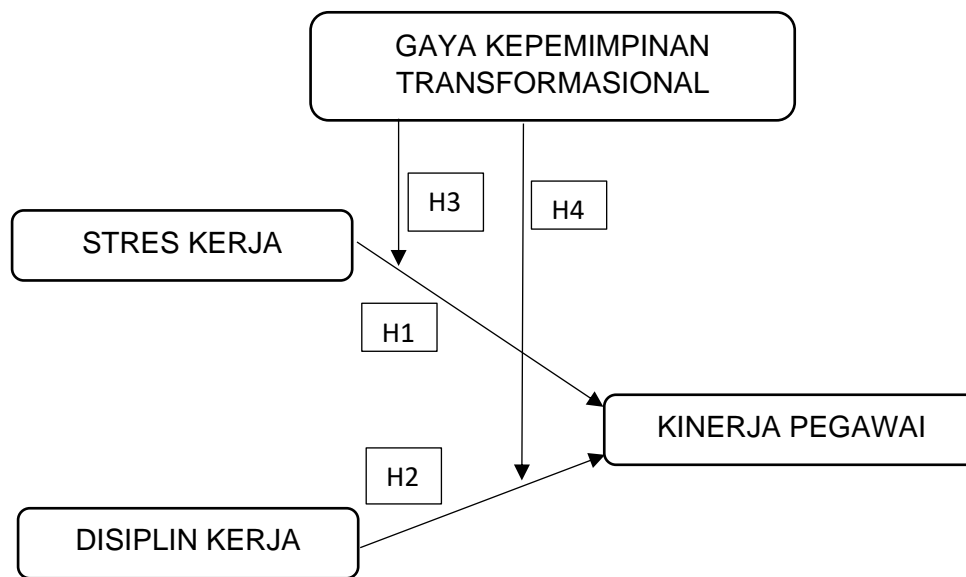 GAYA KEPEMIMPINAN
TRANSFORMASIONAL
H3
H4
STRES KERJA
H1
KINERJA PEGAWAI
H2
DISIPLIN KERJA